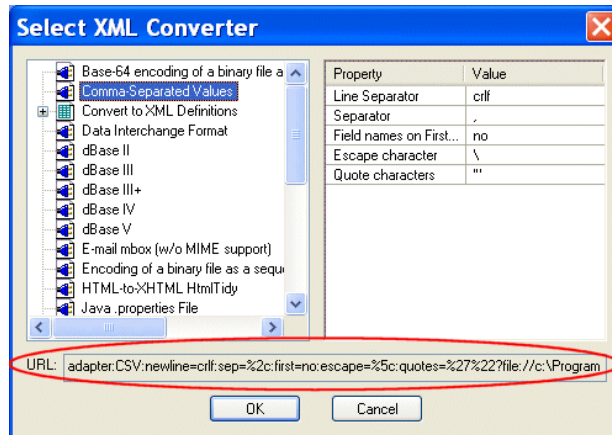 Select XML Converter
Base-64 encoding of a binary file a
Comma-Separated Values
Convert to XML Definitions
Data Interchange Format
dBase II
dBase III
dBase III+
dBase IV
dBase V
E-mail mbox (w/o MIME support)
Encoding of a binary file as a sequ
HTML-to-XHTML HtmlTidy
Java .properties File
Property Value
Line Separator crlf
Separator ,
Field names on First... no
Escape character \
Quote characters "'
URL: adapter:CSV:newline=crlf:sep=%2c:first=no:escape=%5c:quotes=%27%22?file://c:\Program
OK Cancel